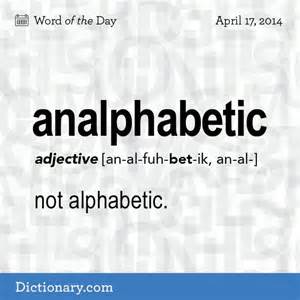 Word of the Day
April 17, 2014
analphabetic
adjective [an-al-fuh-bet-ik, an-al-]
not alphabetic.
Dictionary.com